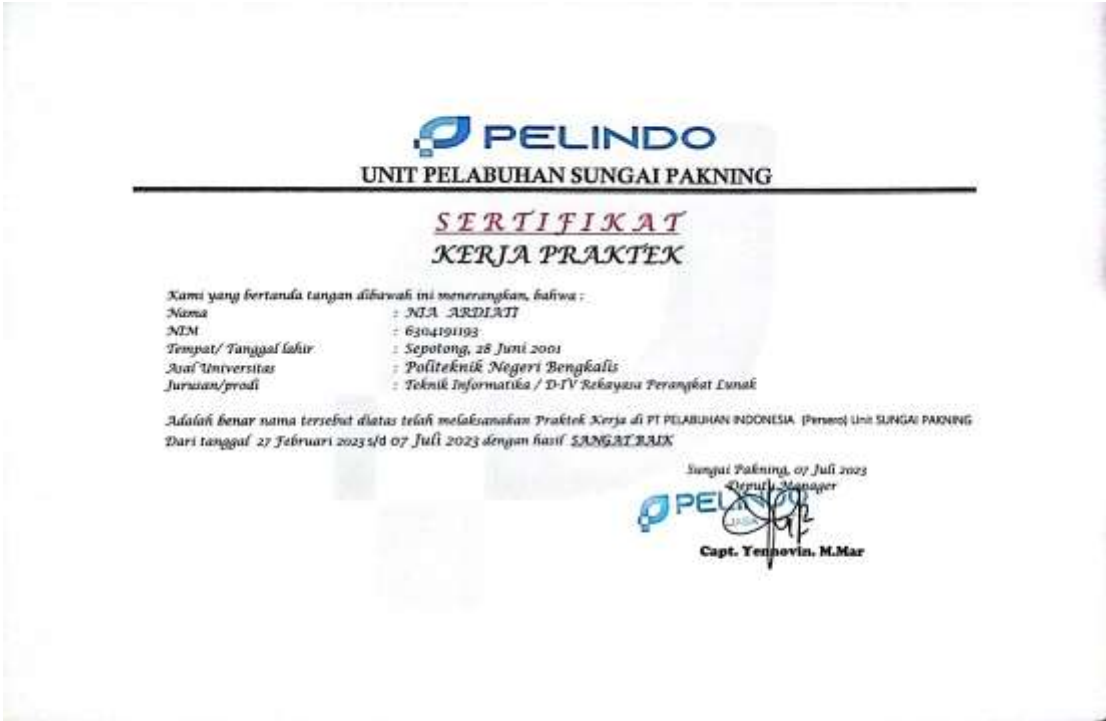 PELINDO
UNIT PELABUHAN SUNGAI PAKNING
SERTIFIKAT
KERJA PRAKTEK
Kami yang bertanda tangan dibawah ini menerangkan, bahwa :
Nama : NIA ARDIATI
NIM : 6304191193
Tempat/ Tanggal lahir : Sepotong, 28 Juni 2001
Asal Universitas : Politeknik Negeri Bengkalis
Jurusan/prodi : Teknik Informatika / D-IV Rekayasa Perangkat Lunak
Adalah benar nama tersebut diatas telah melaksanakan Praktek Kerja di PT PELABUHAN INDONESIA (Persero) Unit SUNGAI PAKNING
Dari tanggal 27 Februari 2023 s/d 07 Juli 2023 dengan hasil SANGAT BAIK
Sungai Pakning, 07 Juli 2023
Deputy Manager
PELINDO
JASA
Capt. Yennovin, M.Mar